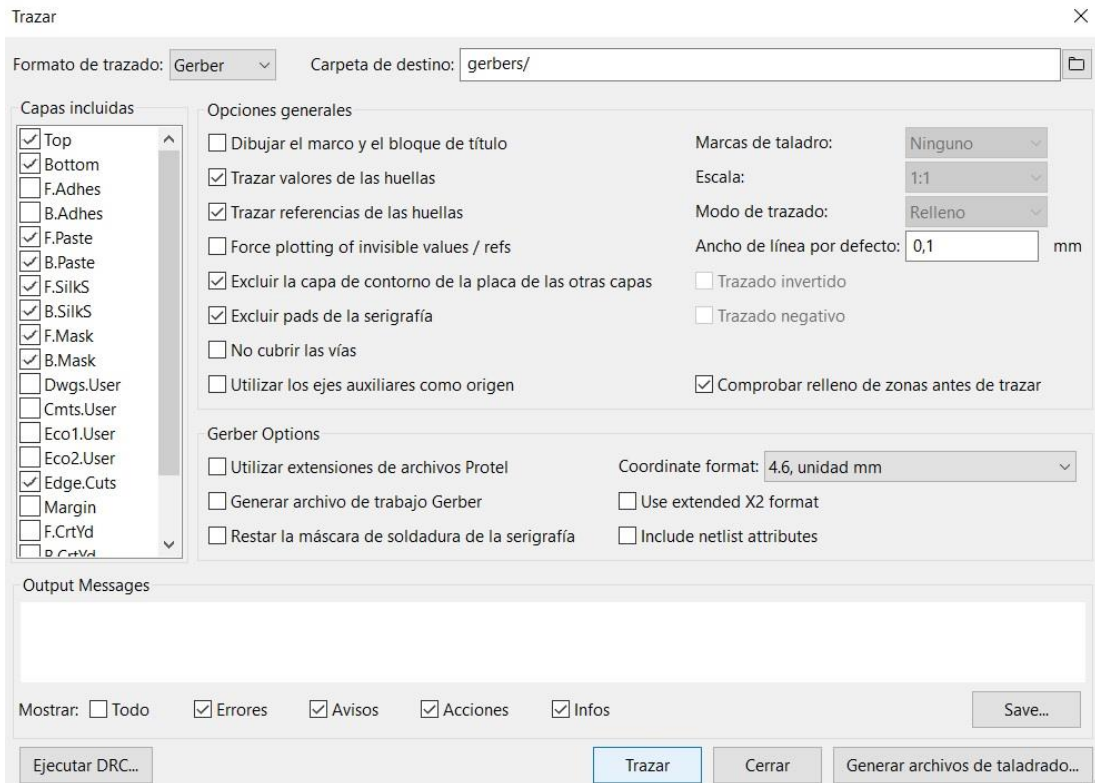 Trazar
Formato de trazado: Gerber
Carpeta de destino: gerbers/
Capas incluidas
Top
Bottom
F.Adhes
B.Adhes
F.Paste
B.Paste
F.SilkS
B.SilkS
F.Mask
B.Mask
Dwgs.User
Cmts.User
Eco1.User
Eco2.User
Edge.Cuts
Margin
F.CrtYd
B.CrtYd
Opciones generales
Dibujar el marco y el bloque de título
Trazar valores de las huellas
Trazar referencias de las huellas
Force plotting of invisible values / refs
Excluir la capa de contorno de la placa de las otras capas
Excluir pads de la serigrafía
No cubrir las vías
Utilizar los ejes auxiliares como origen
Marcas de taladro: Ninguno
Escala: 1:1
Modo de trazado: Relleno
Ancho de línea por defecto: 0,1 mm
Trazado invertido
Trazado negativo
Comprobar relleno de zonas antes de trazar
Gerber Options
Utilizar extensiones de archivos Protel
Generar archivo de trabajo Gerber
Restar la máscara de soldadura de la serigrafía
Coordinate format: 4.6, unidad mm
Use extended X2 format
Include netlist attributes
Output Messages
Mostrar: Todo Errores Avisos Acciones Infos
Save...
Ejecutar DRC...
Trazar
Cerrar
Generar archivos de taladrado...